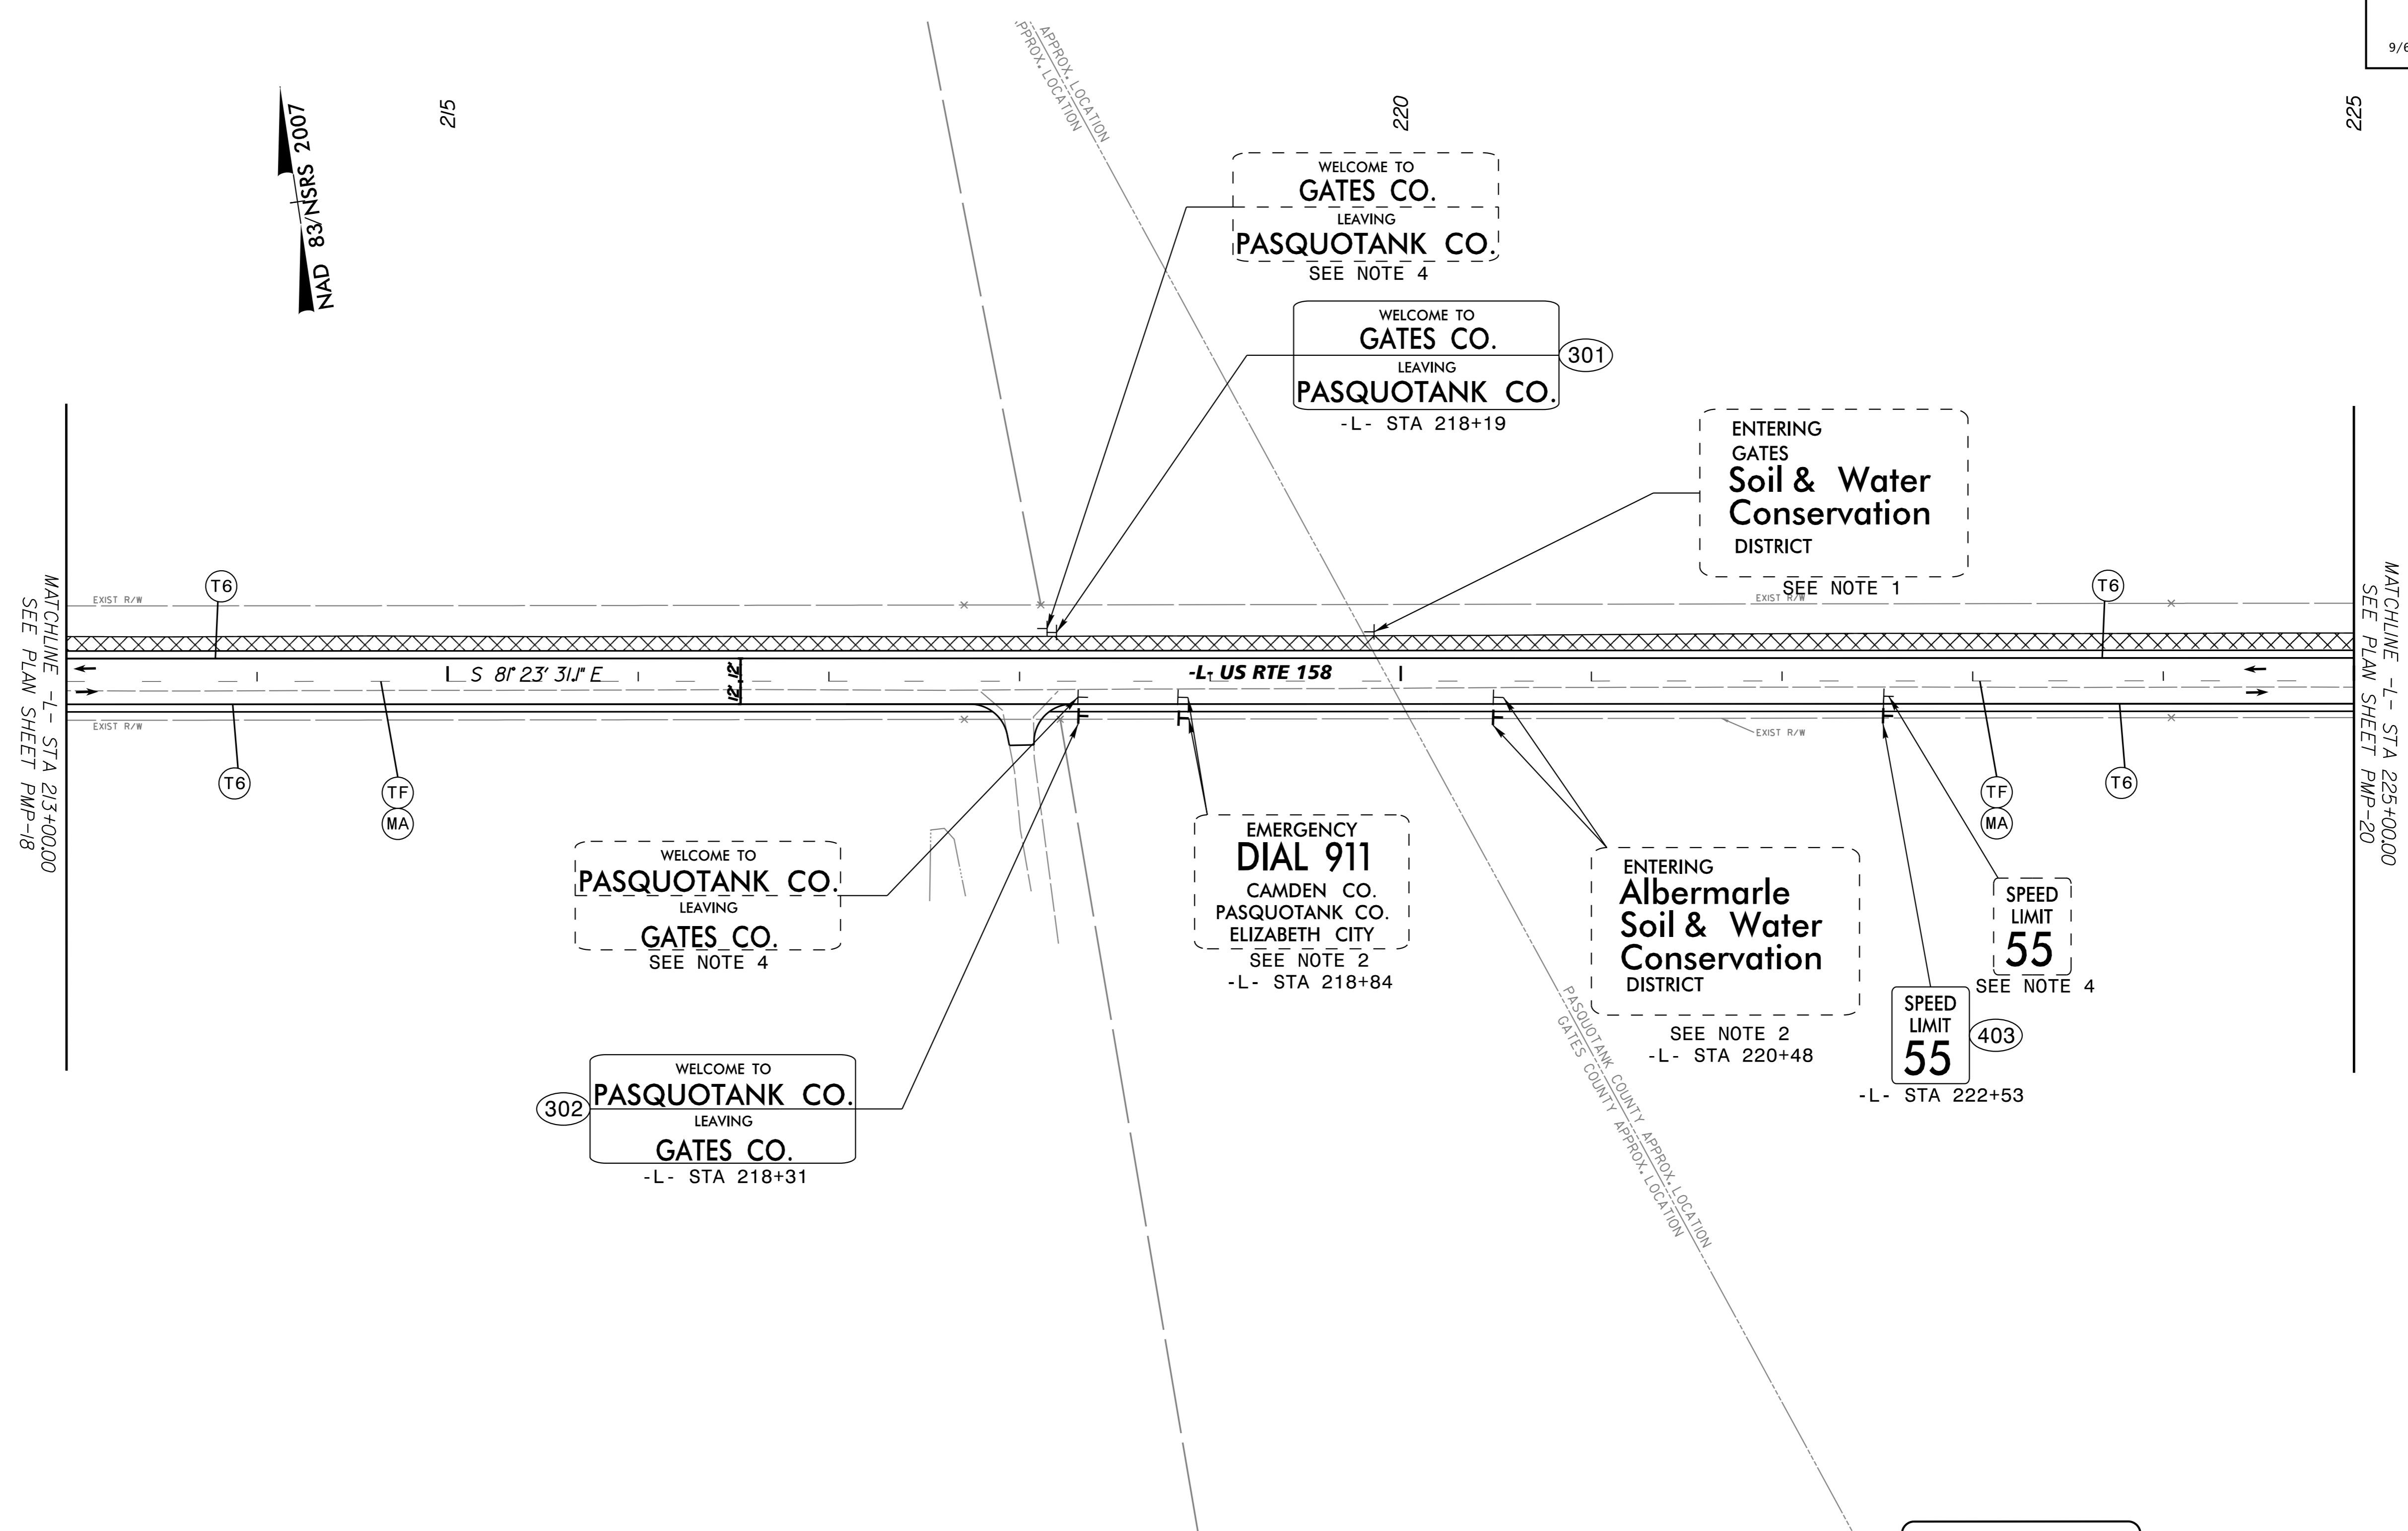 9/6
NAD 83/NSRS 2007
215
220
225
APPROX. LOCATION
PPROX. LOCATION
WELCOME TO
GATES CO.
LEAVING
PASQUOTANK CO.
SEE NOTE 4
WELCOME TO
GATES CO.
LEAVING
PASQUOTANK CO.
301
-L- STA 218+19
ENTERING
GATES
Soil & Water
Conservation
DISTRICT
SEE NOTE 1
MATCHLINE -L- STA 213+00.00
SEE PLAN SHEET PMP-18
MATCHLINE -L- STA 225+00.00
SEE PLAN SHEET PMP-20
T6
T6
EXIST R/W
EXIST R/W
S 81° 23' 31.1" E
12' 12'
-L- US RTE 158
EXIST R/W
EXIST R/W
T6
TF
MA
TF
MA
T6
WELCOME TO
PASQUOTANK CO.
LEAVING
GATES CO.
SEE NOTE 4
EMERGENCY
DIAL 911
CAMDEN CO.
PASQUOTANK CO.
ELIZABETH CITY
SEE NOTE 2
-L- STA 218+84
ENTERING
Albermarle
Soil & Water
Conservation
DISTRICT
SEE NOTE 2
-L- STA 220+48
SPEED
LIMIT
55
SEE NOTE 4
SPEED
LIMIT
55
403
-L- STA 222+53
PASQUOTANK COUNTY APPROX. LOCATION
GATES COUNTY APPROX. LOCATION
WELCOME TO
PASQUOTANK CO.
LEAVING
GATES CO.
302
-L- STA 218+31